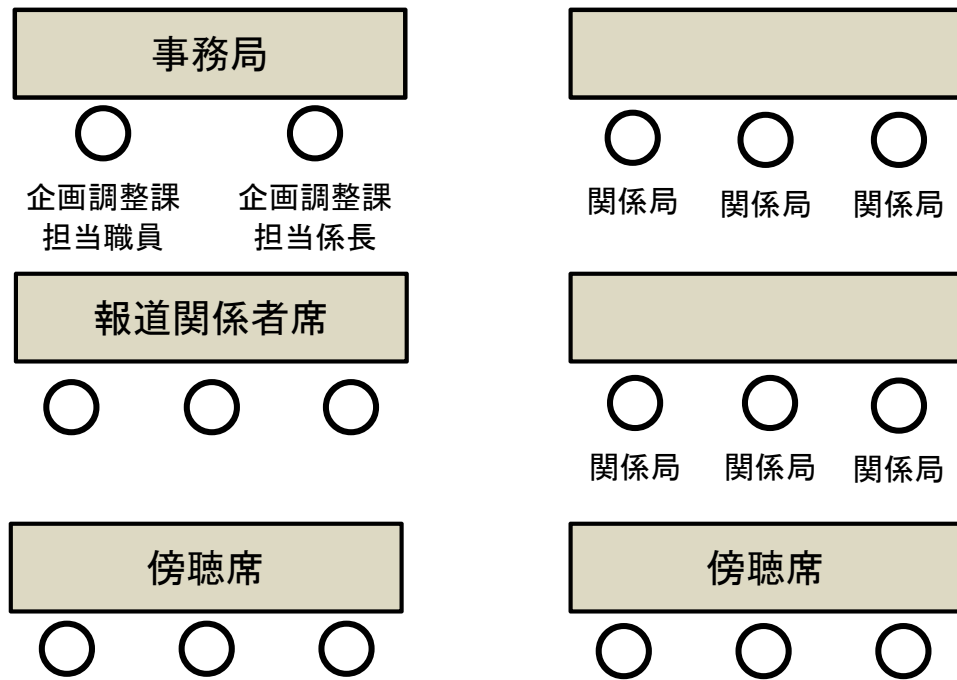 事務局
企画調整課
担当職員
企画調整課
担当係長
関係局 関係局 関係局
報道関係者席
関係局 関係局 関係局
傍聴席
傍聴席